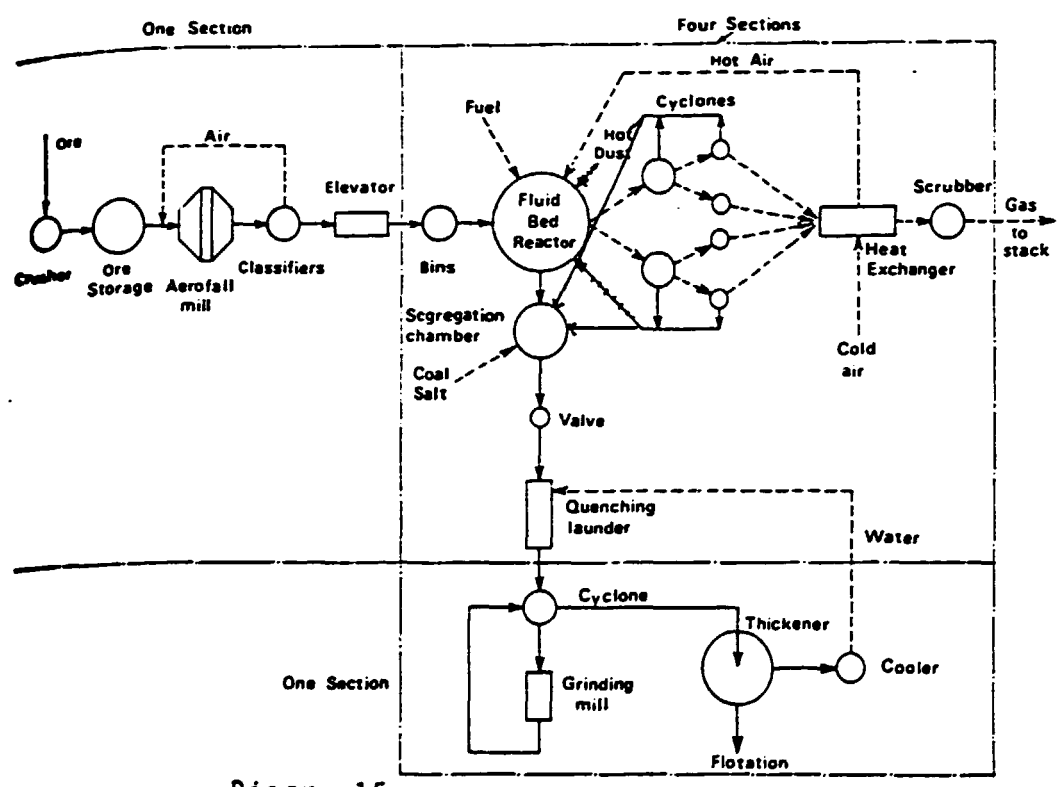 One Section
Four Sections
Hot Air
Fuel
Cyclones
Ore
Air
Hot
Dust
Elevator
Scrubber
Fluid
Bed
Reactor
Gas
to
stack
Crusher
Ore
Storage
Aerofall
mill
Classifiers
Bins
Heat
Exchanger
Segregation
chamber
Cold
air
Coal
Salt
Valve
Quenching
launder
Water
Cyclone
Thickener
One Section
Grinding
mill
Cooler
Flotation
15